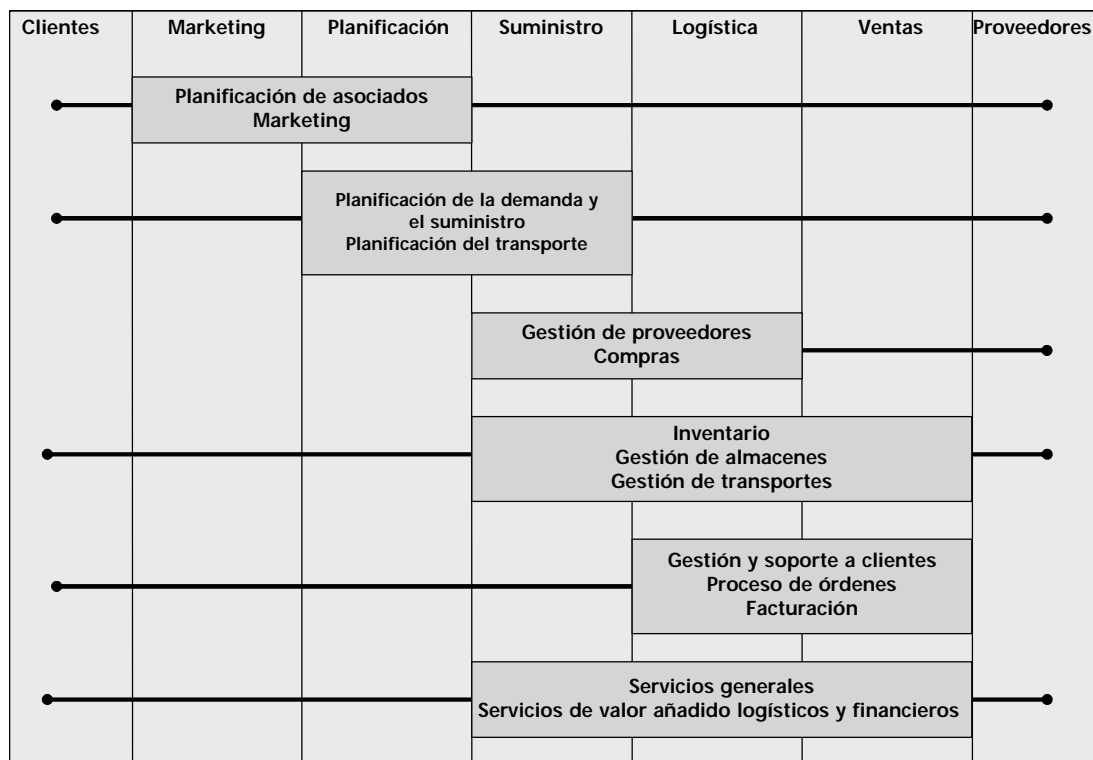 Clientes Marketing Planificación Suministro Logística Ventas Proveedores
Planificación de asociados
Marketing
Planificación de la demanda y
el suministro
Planificación del transporte
Gestión de proveedores
Compras
Inventario
Gestión de almacenes
Gestión de transportes
Gestión y soporte a clientes
Proceso de órdenes
Facturación
Servicios generales
Servicios de valor añadido logísticos y financieros